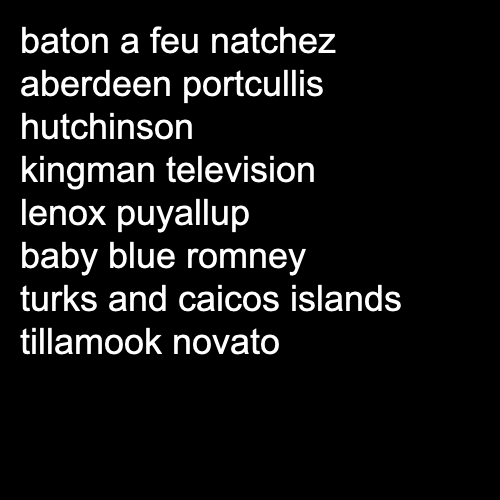 baton a feu natchez
aberdeen portcullis
hutchinson
kingman television
lenox puyallup
baby blue romney
turks and caicos islands
tillamook novato